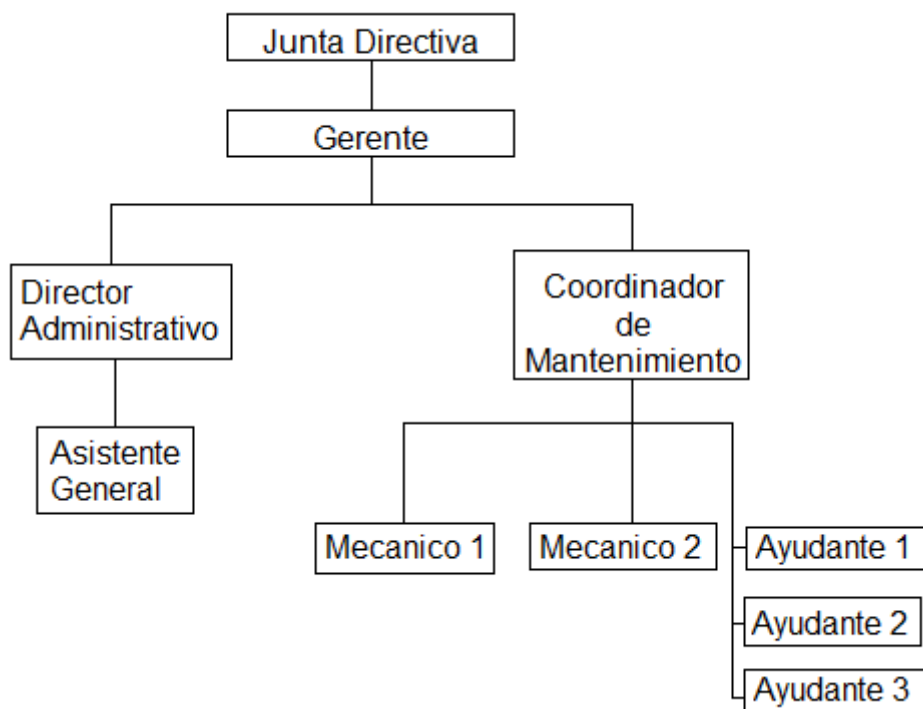 Junta Directiva
Gerente
Director
Administrativo
Coordinador
de
Mantenimiento
Asistente
General
Mecanico 1
Mecanico 2
Ayudante 1
Ayudante 2
Ayudante 3